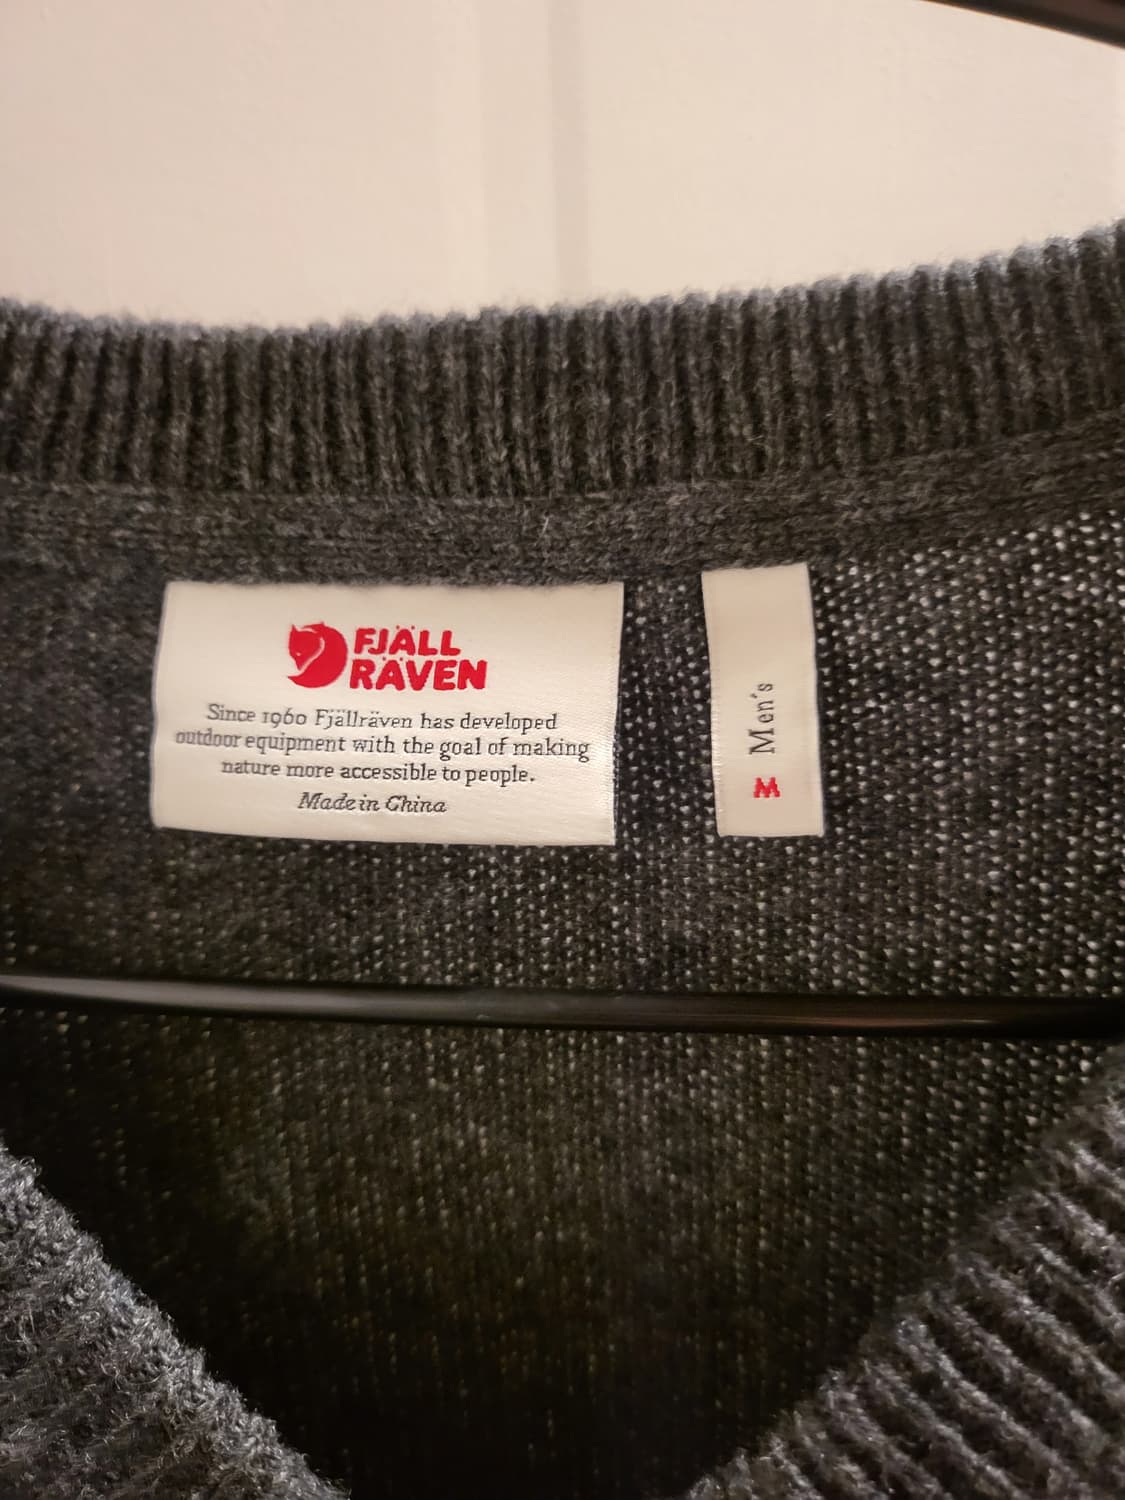 FJÄLL
RÄVEN
Since 1960 Fjällräven has developed
outdoor equipment with the goal of making
nature more accessible to people.
Made in China
Men's
M